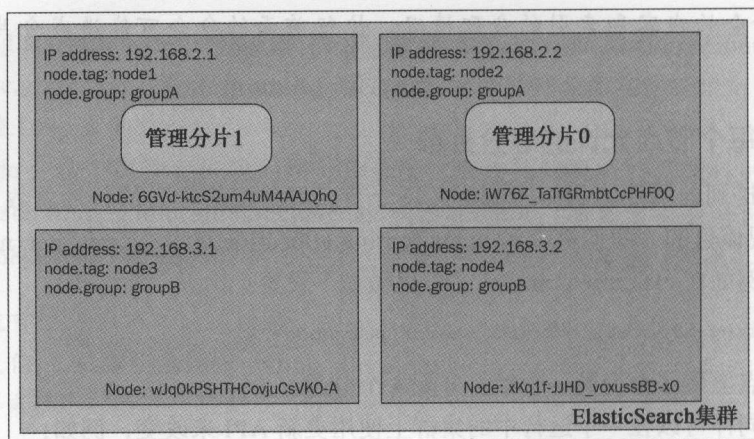 IP address: 192.168.2.1
node.tag: node1
node.group: groupA
管理分片1
Node: 6GVd-ktcS2um4uM4AAJQhQ
IP address: 192.168.2.2
node.tag: node2
node.group: groupA
管理分片0
Node: iW76Z_TaTfGRmbtCcPHF0Q
IP address: 192.168.3.1
node.tag: node3
node.group: groupB
Node: wJq0kPSHTHCovjuCsVK0-A
IP address: 192.168.3.2
node.tag: node4
node.group: groupB
Node: xKq1f-JJHD_voxussBB-x0
ElasticSearch集群